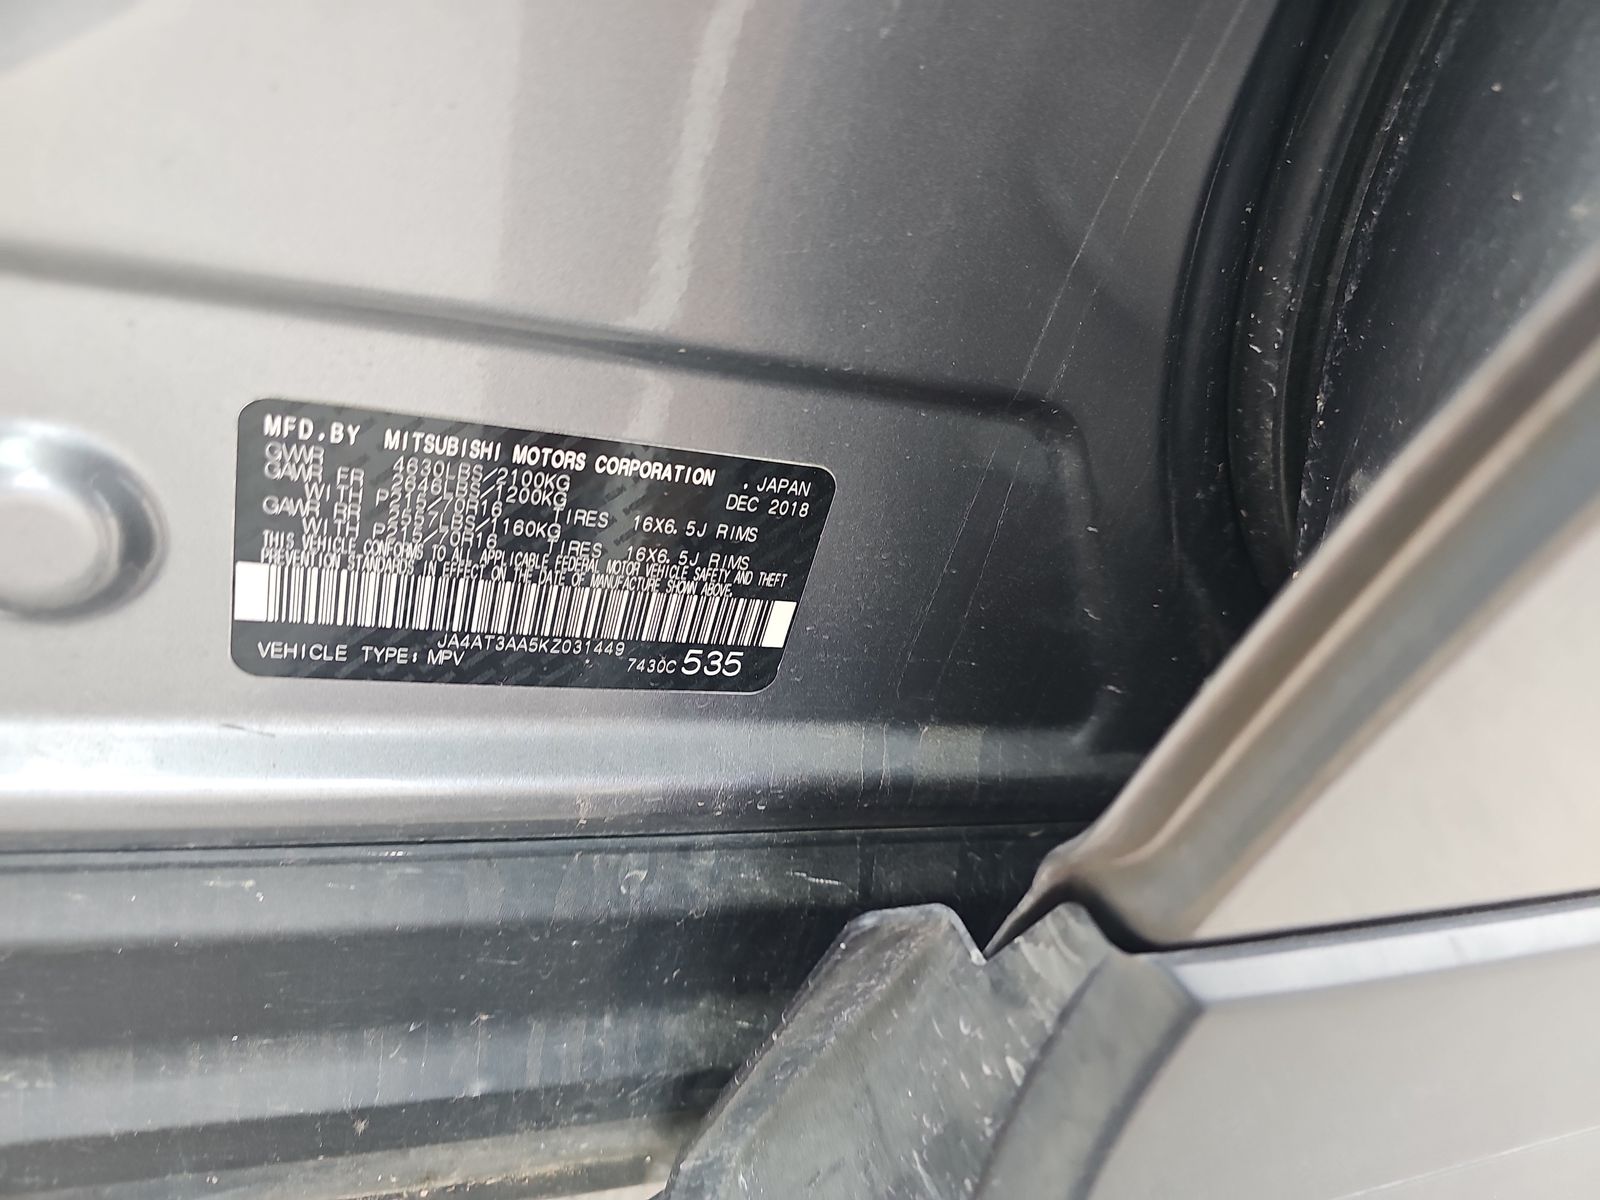 MFD.BY MITSUBISHI MOTORS CORPORATION , JAPAN
GVWR 4630LBS/2100KG DEC 2018
GAWR FR 2646LBS/1200KG
WITH P215/70R16 TIRES 16X6.5J RIMS
GAWR RR 2557LBS/1160KG
WITH P215/70R16 TIRES 16X6.5J RIMS
THIS VEHICLE CONFORMS TO ALL APPLICABLE FEDERAL MOTOR VEHICLE SAFETY AND THEFT
PREVENTION STANDARDS IN EFFECT ON THE DATE OF MANUFACTURE SHOWN ABOVE.
JA4AT3AA5KZ031449
VEHICLE TYPE: MPV 7430C 535